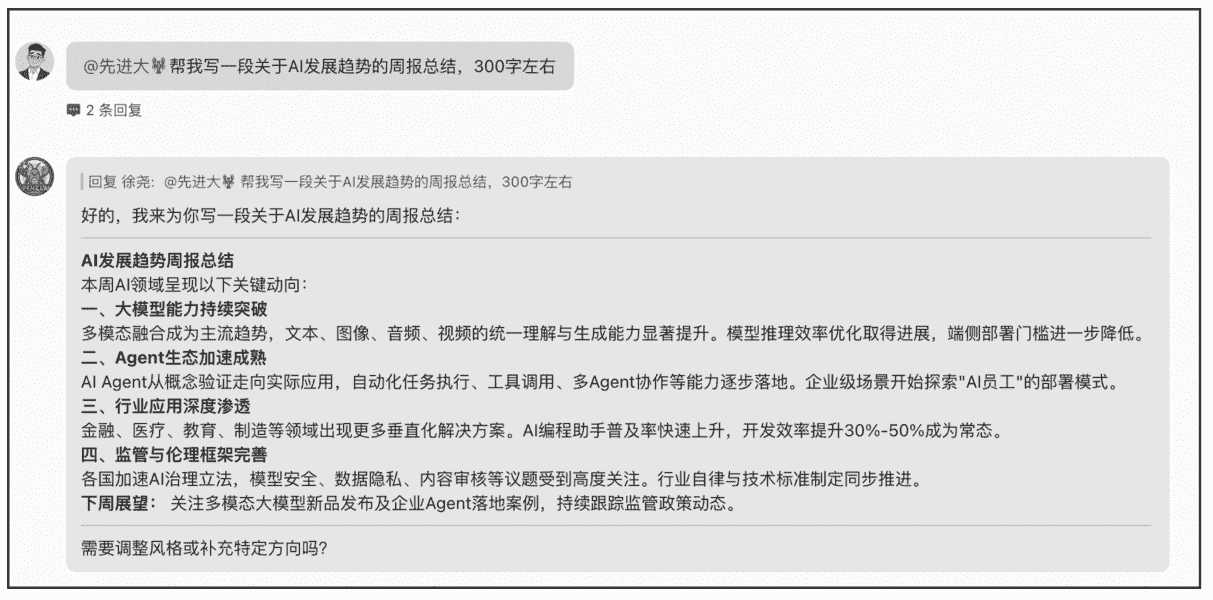 @先进大🦞帮我写一段关于AI发展趋势的周报总结，300字左右
2 条回复
回复 徐尧: @先进大🦞 帮我写一段关于AI发展趋势的周报总结，300字左右
好的，我来为你写一段关于AI发展趋势的周报总结：
AI发展趋势周报总结
本周AI领域呈现以下关键动向：
一、大模型能力持续突破
多模态融合成为主流趋势，文本、图像、音频、视频的统一理解与生成能力显著提升。模型推理效率优化取得进展，端侧部署门槛进一步降低。
二、Agent生态加速成熟
AI Agent从概念验证走向实际应用，自动化任务执行、工具调用、多Agent协作等能力逐步落地。企业级场景开始探索"AI员工"的部署模式。
三、行业应用深度渗透
金融、医疗、教育、制造等领域出现更多垂直化解决方案。AI编程助手普及率快速上升，开发效率提升30%-50%成为常态。
四、监管与伦理框架完善
各国加速AI治理立法，模型安全、数据隐私、内容审核等议题受到高度关注。行业自律与技术标准制定同步推进。
下周展望： 关注多模态大模型新品发布及企业Agent落地案例，持续跟踪监管政策动态。
需要调整风格或补充特定方向吗？